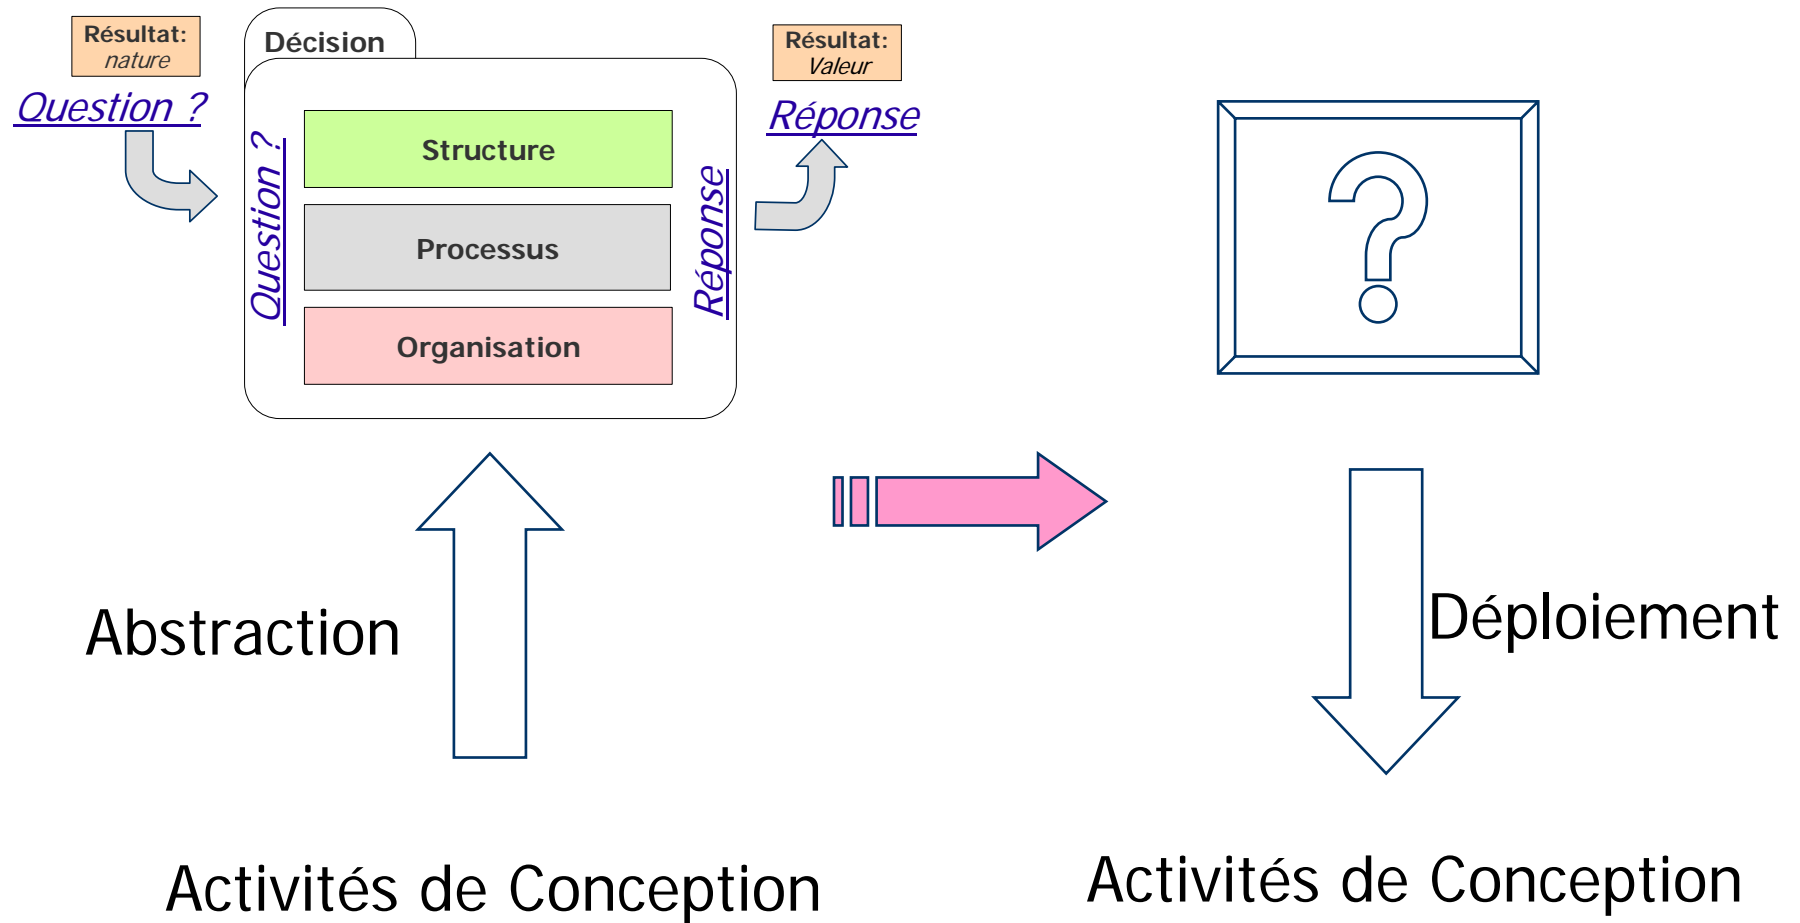 Résultat:
nature
Question ?
Décision
Question ?
Structure
Processus
Organisation
Réponse
Résultat:
Valeur
Réponse
?
Abstraction
Déploiement
Activités de Conception
Activités de Conception